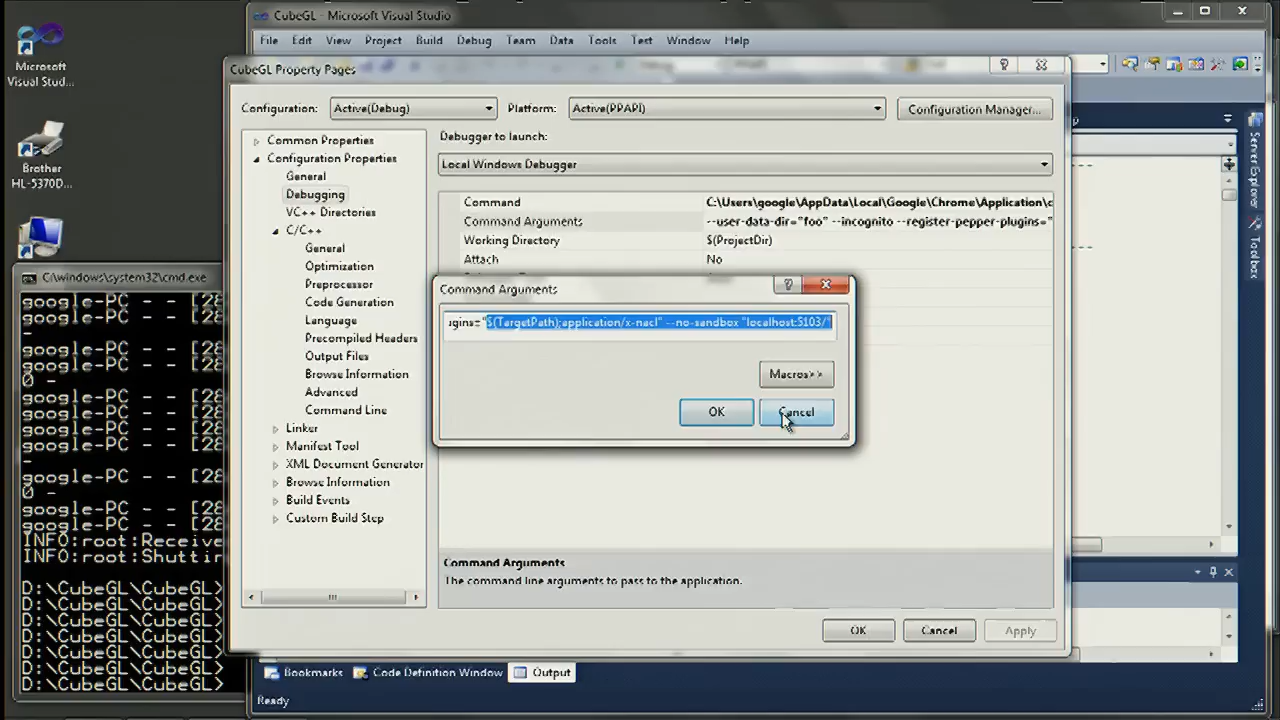 CubeGL - Microsoft Visual Studio
File Edit View Project Build Debug Team Data Tools Test Window Help
Microsoft
Visual Stud...
Brother
HL-5370D...
CubeGL Property Pages
Configuration: Active(Debug) Platform: Active(PPAPI) Configuration Manager...
Common Properties
Configuration Properties
General
Debugging
VC++ Directories
C/C++
General
Optimization
Preprocessor
Code Generation
Language
Precompiled Headers
Output Files
Browse Information
Advanced
Command Line
Linker
Manifest Tool
XML Document Generator
Browse Information
Build Events
Custom Build Step
Debugger to launch:
Local Windows Debugger
Command C:\Users\google\AppData\Local\Google\Chrome\Application\c
Command Arguments --user-data-dir="foo" --incognito --register-pepper-plugins="
Working Directory $(ProjectDir)
Attach No
Command Arguments
ugins="$(TargetPath);application/x-nacl" --no-sandbox "localhost:5103/"
Macros>>
OK Cancel
Command Arguments
The command line arguments to pass to the application.
OK Cancel Apply
Server Explorer
Toolbox
C:\windows\system32\cmd.exe
google-PC - - [28
google-PC - - [28
google-PC - - [28
0 -
google-PC - - [28
-
google-PC - - [28
google-PC - - [28
-
google-PC - - [28
0 -
google-PC - - [28
google-PC - - [28
INFO:root:Receive
INFO:root:Shuttin
D:\CubeGL\CubeGL>
D:\CubeGL\CubeGL>
D:\CubeGL\CubeGL>
D:\CubeGL\CubeGL>
D:\CubeGL\CubeGL>
D:\CubeGL\CubeGL>
D:\CubeGL\CubeGL>
Bookmarks Code Definition Window Output
Ready